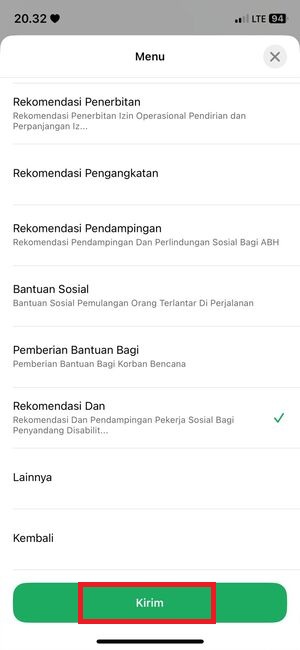 20.32
LTE 94
Menu
Rekomendasi Penerbitan
Rekomendasi Penerbitan Izin Operasional Pendirian dan
Perpanjangan Iz...
Rekomendasi Pengangkatan
Rekomendasi Pendampingan
Rekomendasi Pendampingan Dan Perlindungan Sosial Bagi ABH
Bantuan Sosial
Bantuan Sosial Pemulangan Orang Terlantar Di Perjalanan
Pemberian Bantuan Bagi
Pemberian Bantuan Bagi Korban Bencana
Rekomendasi Dan
Rekomendasi Dan Pendampingan Pekerja Sosial Bagi
Penyandang Disabilit...
Lainnya
Kembali
Kirim